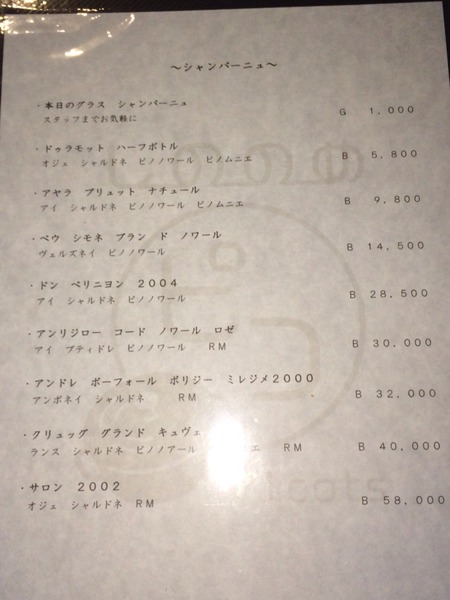 ～シャンパーニュ～
・本日のグラス シャンパーニュ G 1,000
スタッフまでお気軽に
・ドゥラモット ハーフボトル B 5,800
オジェ シャルドネ ピノノワール ピノムニエ
・アヤラ ブリュット ナチュール B 9,800
アイ シャルドネ ピノノワール ピノムニエ
・ペウ シモネ ブラン ド ノワール B 14,500
ヴェルズネイ ピノノワール
・ドン ペリニヨン 2004 B 28,500
アイ シャルドネ ピノノワール
・アンリジロー コード ノワール ロゼ B 30,000
アイ プティドレ ピノノワール RM
・アンドレ ボーフォール ポリジー ミレジメ2000 B 32,000
アンボネイ シャルドネ RM
・クリュッグ グランド キュヴェ B 40,000
ランス シャルドネ ピノノアール エ RM
・サロン 2002 B 58,000
オジェ シャルドネ RM